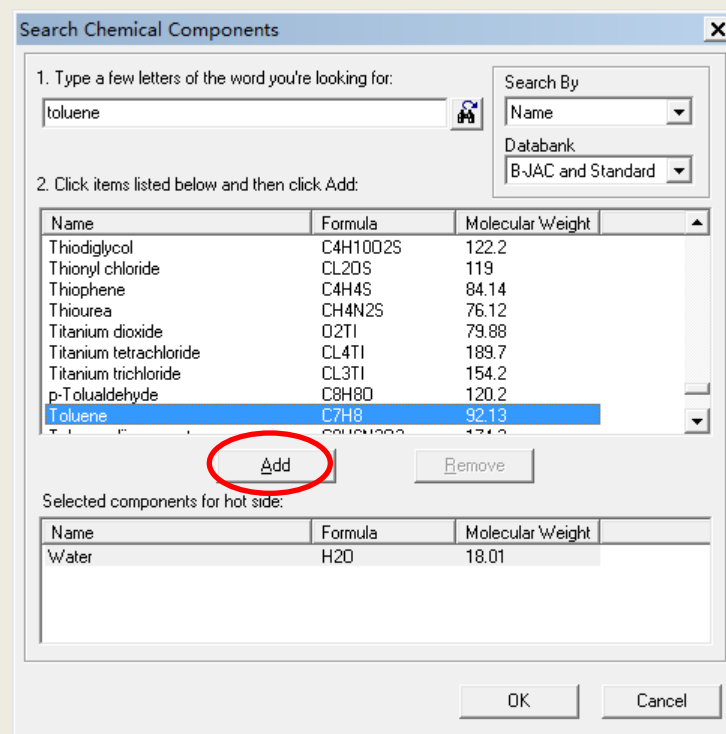 Search Chemical Components
1. Type a few letters of the word you're looking for:
toluene
Search By
Name
Databank
B-JAC and Standard
2. Click items listed below and then click Add:
Name Formula Molecular Weight
Thiodiglycol C4H10O2S 122.2
Thionyl chloride CL2OS 119
Thiophene C4H4S 84.14
Thiourea CH4N2S 76.12
Titanium dioxide O2TI 79.88
Titanium tetrachloride CL4TI 189.7
Titanium trichloride CL3TI 154.2
p-Tolualdehyde C8H8O 120.2
Toluene C7H8 92.13
Add Remove
Selected components for hot side:
Name Formula Molecular Weight
Water H2O 18.01
OK Cancel